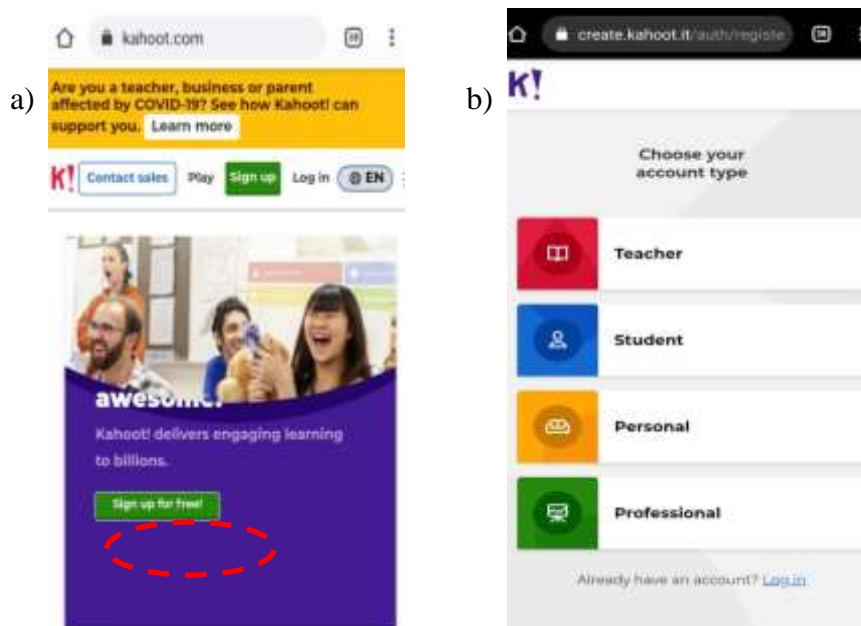 a)
kahoot.com
Are you a teacher, business or parent
affected by COVID-19? See how Kahoot! can
support you. Learn more
K! Contact sales Play Sign up Log in EN
awesome!
Kahoot! delivers engaging learning
to billions.
Sign up for free!
b)
create.kahoot.it/auth/registe
K!
Choose your
account type
Teacher
Student
Personal
Professional
Already have an account? Log in